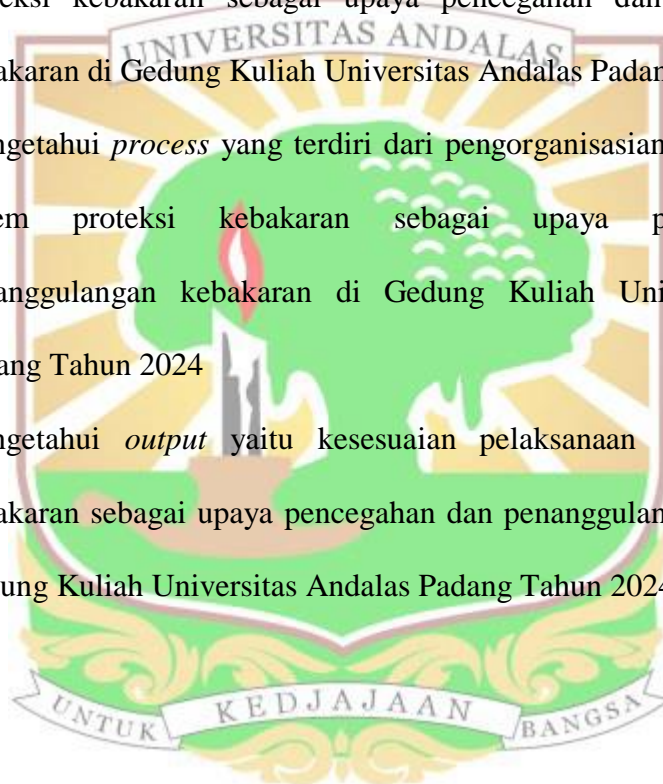 eksi kebakaran sebagai upaya pencegahan dan
UNIVERSITAS ANDALAS
akaran di Gedung Kuliah Universitas Andalas Padan
ngetahui process yang terdiri dari pengorganisasian
em proteksi kebakaran sebagai upaya p
anggulangan kebakaran di Gedung Kuliah Uni
ang Tahun 2024
ngetahui output yaitu kesesuaian pelaksanaan
akaran sebagai upaya pencegahan dan penanggulan
ung Kuliah Universitas Andalas Padang Tahun 2024
UNTUK KEDJAJAAN BANGSA